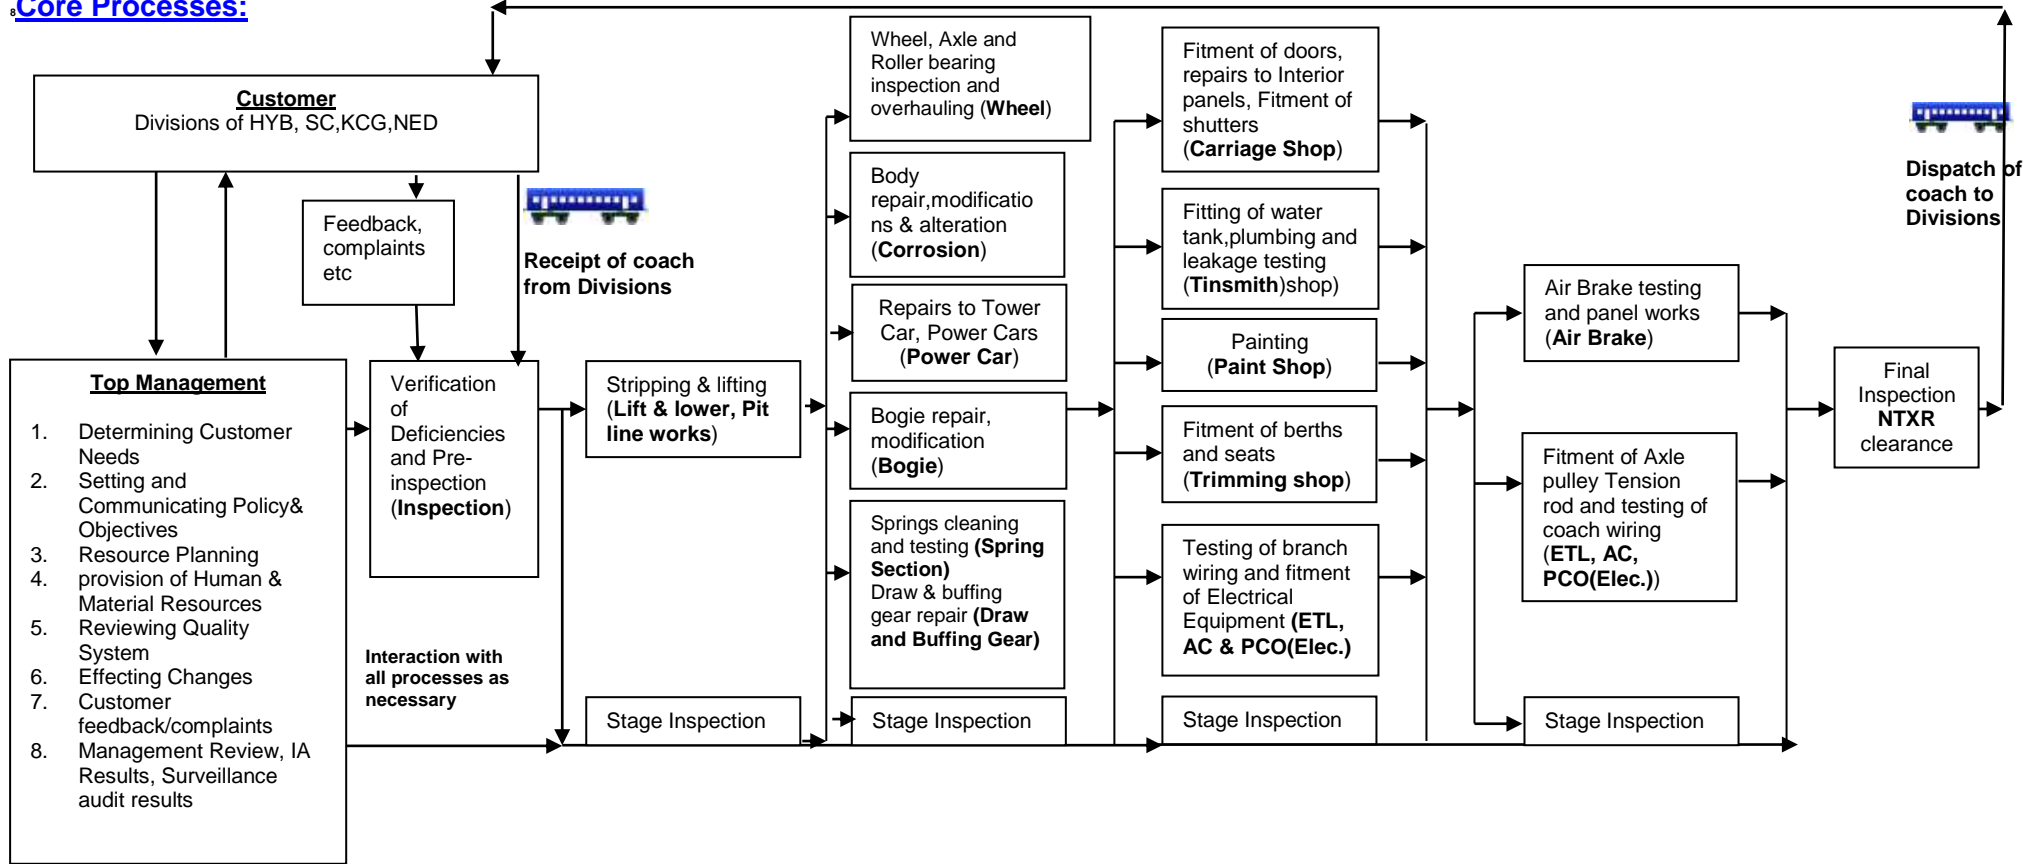 8Core Processes:
Customer
Divisions of HYB, SC,KCG,NED
Feedback,
complaints
etc
Receipt of coach
from Divisions
Top Management
1. Determining Customer
Needs
2. Setting and
Communicating Policy&
Objectives
3. Resource Planning
4. provision of Human &
Material Resources
5. Reviewing Quality
System
6. Effecting Changes
7. Customer
feedback/complaints
8. Management Review, IA
Results, Surveillance
audit results
Verification
of
Deficiencies
and Pre-
inspection
(Inspection)
Interaction with
all processes as
necessary
Stripping & lifting
(Lift & lower, Pit
line works)
Stage Inspection
Wheel, Axle and
Roller bearing
inspection and
overhauling (Wheel)
Body
repair,modificatio
ns & alteration
(Corrosion)
Repairs to Tower
Car, Power Cars
(Power Car)
Bogie repair,
modification
(Bogie)
Springs cleaning
and testing (Spring
Section)
Draw & buffing
gear repair (Draw
and Buffing Gear)
Stage Inspection
Fitment of doors,
repairs to Interior
panels, Fitment of
shutters
(Carriage Shop)
Fitting of water
tank,plumbing and
leakage testing
(Tinsmith)shop)
Painting
(Paint Shop)
Fitment of berths
and seats
(Trimming shop)
Testing of branch
wiring and fitment
of Electrical
Equipment (ETL,
AC & PCO(Elec.)
Stage Inspection
Air Brake testing
and panel works
(Air Brake)
Fitment of Axle
pulley Tension
rod and testing of
coach wiring
(ETL, AC,
PCO(Elec.))
Stage Inspection
Final
Inspection
NTXR
clearance
Dispatch of
coach to
Divisions